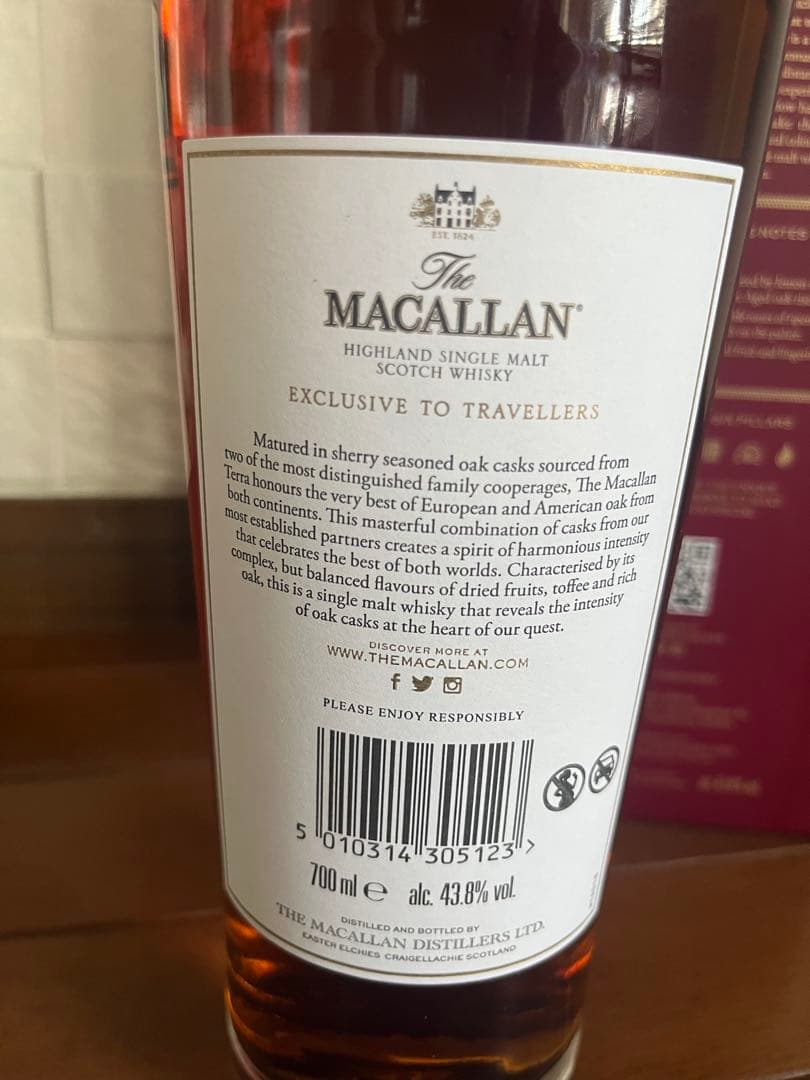 EST. 1824
The
MACALLAN®
HIGHLAND SINGLE MALT
SCOTCH WHISKY
EXCLUSIVE TO TRAVELLERS
Matured in sherry seasoned oak casks sourced from
two of the most distinguished family cooperages, The Macallan
Terra honours the very best of European and American oak from
both continents. This masterful combination of casks from our
most established partners creates a spirit of harmonious intensity
that celebrates the best of both worlds. Characterised by its
complex, but balanced flavours of dried fruits, toffee and rich
oak, this is a single malt whisky that reveals the intensity
of oak casks at the heart of our quest.
DISCOVER MORE AT
WWW.THEMACALLAN.COM
PLEASE ENJOY RESPONSIBLY
5 010314 305123 >
700 ml e alc. 43.8% vol.
DISTILLED AND BOTTLED BY
THE MACALLAN DISTILLERS LTD.
EASTER ELCHIES CRAIGELLACHIE SCOTLAND